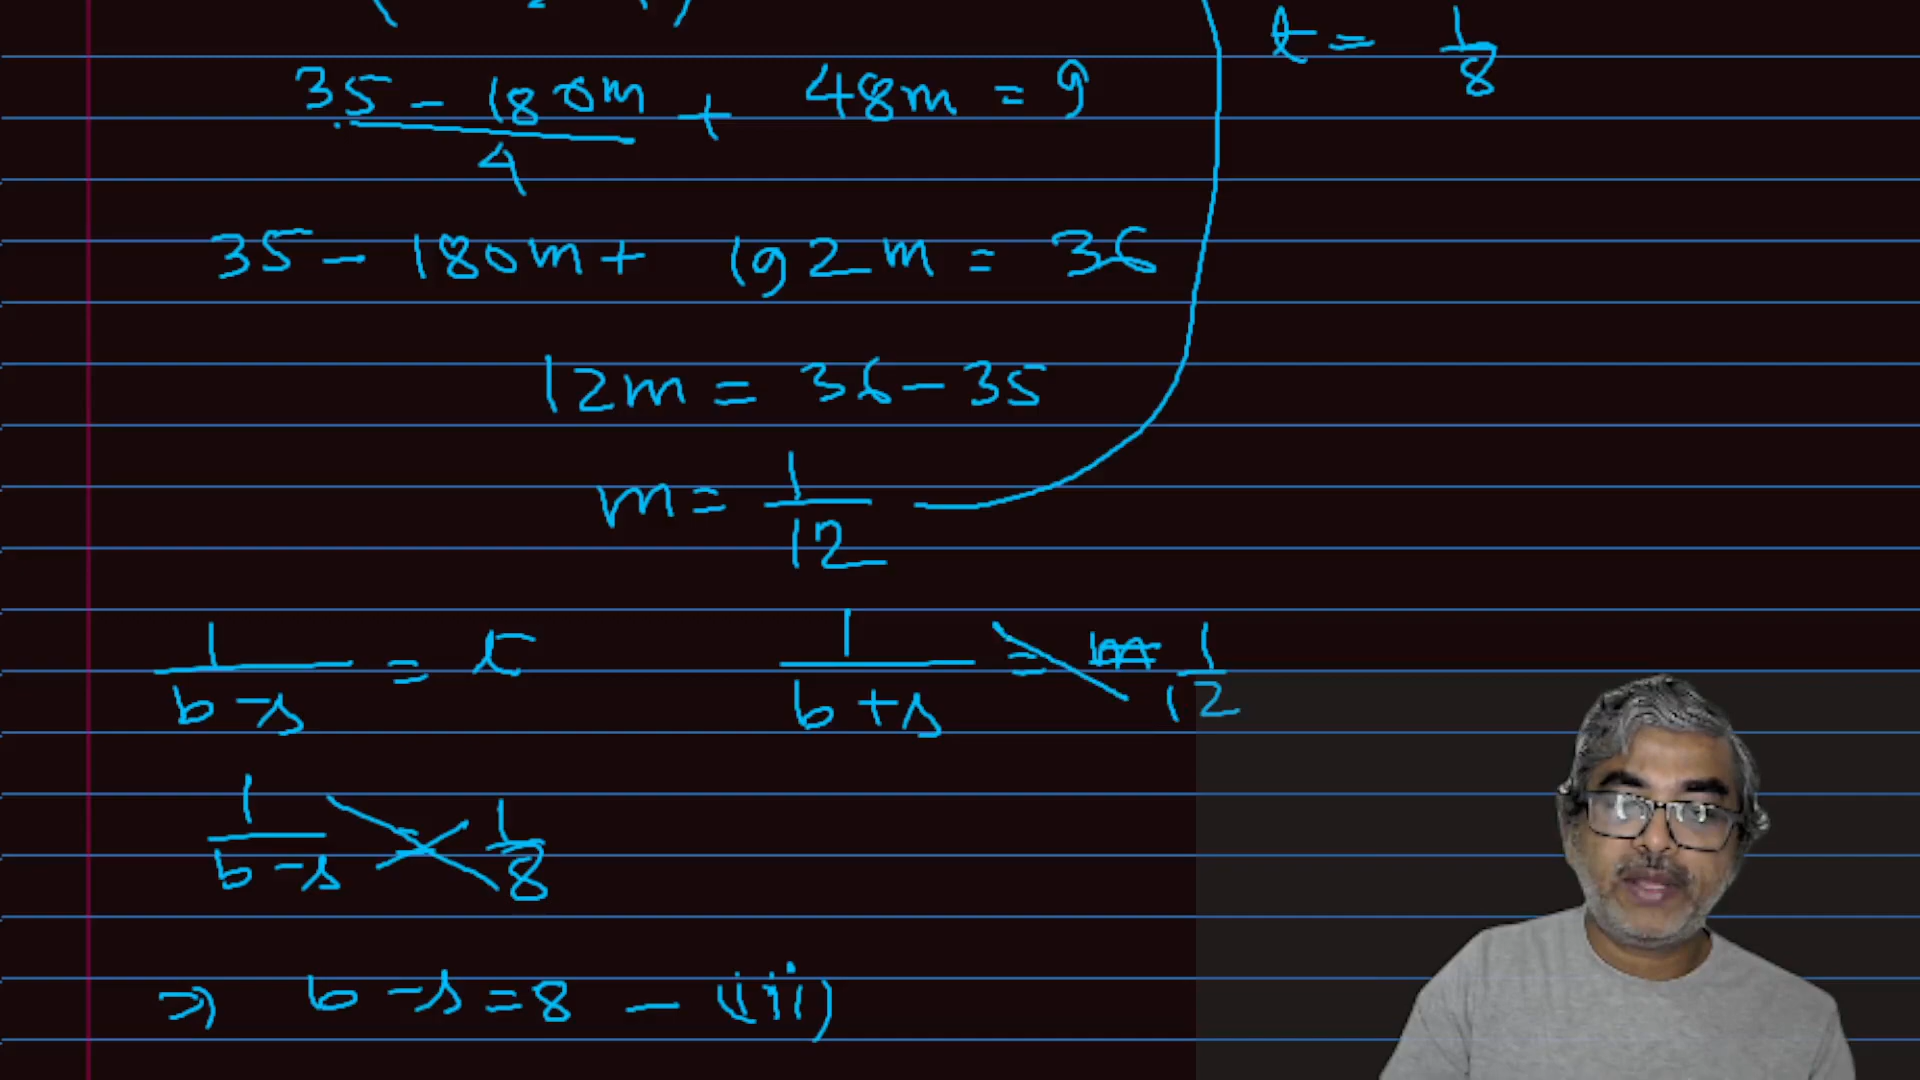 t = 1/8
(35 - 180m)/4 + 48m = 9
35 - 180m + 192m = 36
12m = 36 - 35
m = 1/12
1/(b - s) = t    1/(b + s) = 1/12
1/(b - s) = 1/8
⇒ b - s = 8 - (iii)